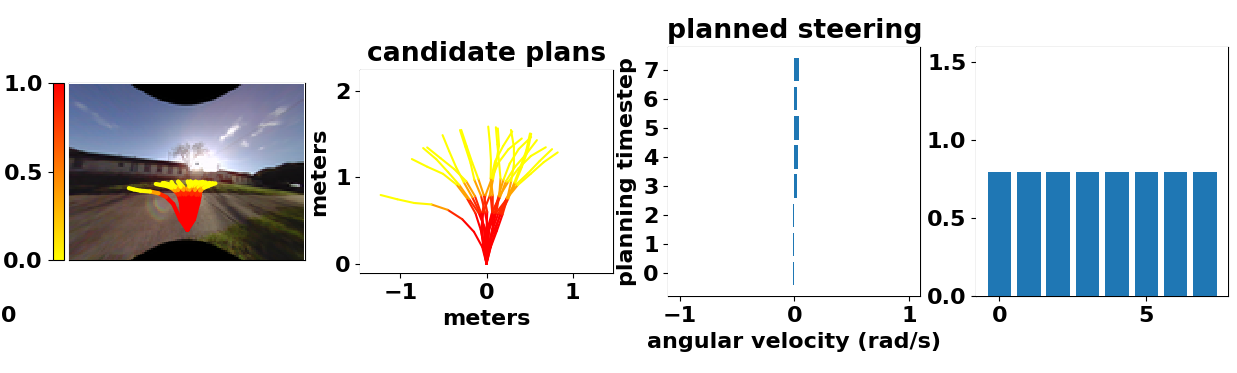 1.0
0.5
0.0
0
candidate plans
2
1
0
meters
−1 0 1
meters
planned steering
7
6
5
4
3
2
1
0
planning timestep
−1 0 1
angular velocity (rad/s)
1.5
1.0
0.5
0.0
0 5